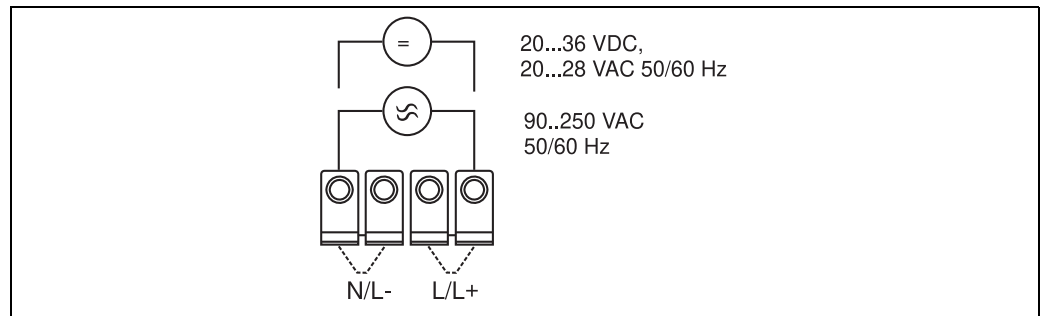 =
20...36 VDC,
20...28 VAC 50/60 Hz
90..250 VAC
50/60 Hz
N/L- L/L+